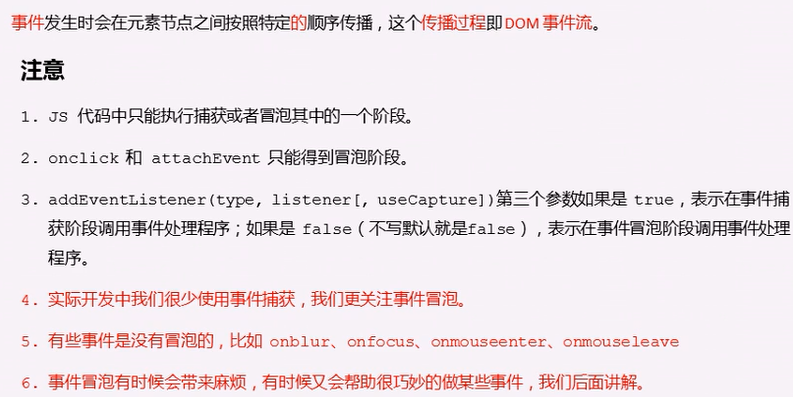 事件发生时会在元素节点之间按照特定的顺序传播，这个传播过程即 DOM 事件流。
注意
1. JS 代码中只能执行捕获或者冒泡其中的一个阶段。
2. onclick 和 attachEvent 只能得到冒泡阶段。
3. addEventListener(type, listener[, useCapture])第三个参数如果是 true，表示在事件捕
获阶段调用事件处理程序；如果是 false（不写默认就是false），表示在事件冒泡阶段调用事件处理
程序。
4. 实际开发中我们很少使用事件捕获，我们更关注事件冒泡。
5. 有些事件是没有冒泡的，比如 onblur、onfocus、onmouseenter、onmouseleave
6. 事件冒泡有时候会带来麻烦，有时候又会帮助很巧妙的做某些事件，我们后面讲解。